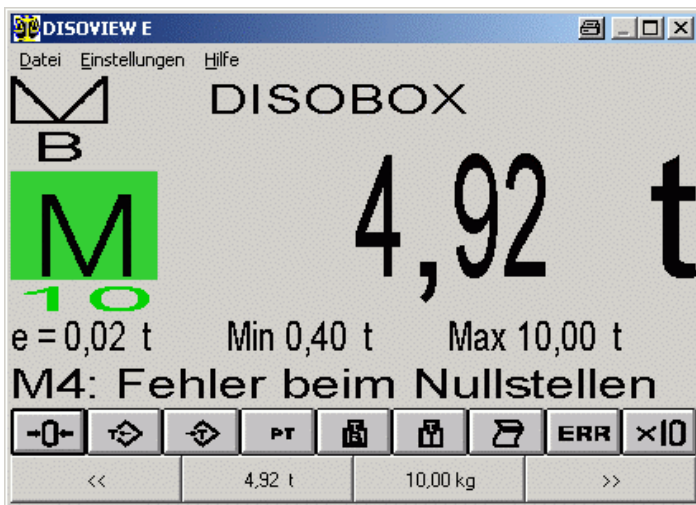 DISOVIEW E
Datei Einstellungen Hilfe
DISOBOX
B
4,92 t
M
10
e = 0,02 t Min 0,40 t Max 10,00 t
M4: Fehler beim Nullstellen
→0← T PT B T ERR ×10
<< 4,92 t 10,00 kg >>